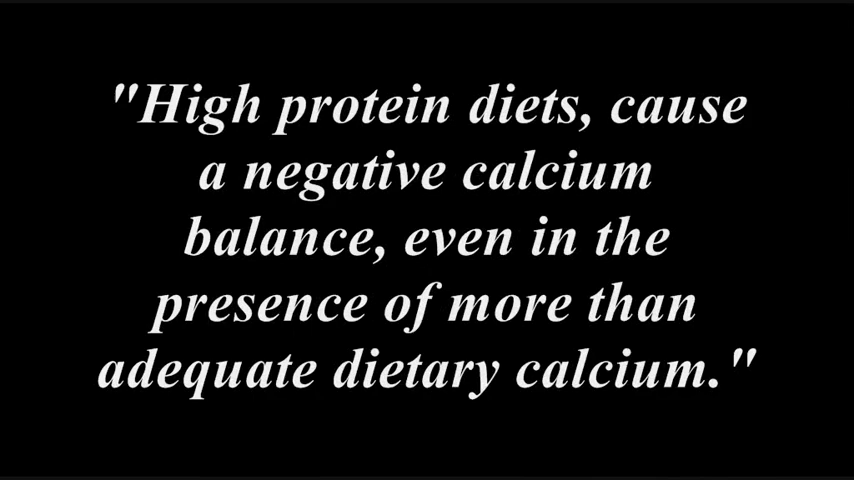 "High protein diets, cause
a negative calcium
balance, even in the
presence of more than
adequate dietary calcium."